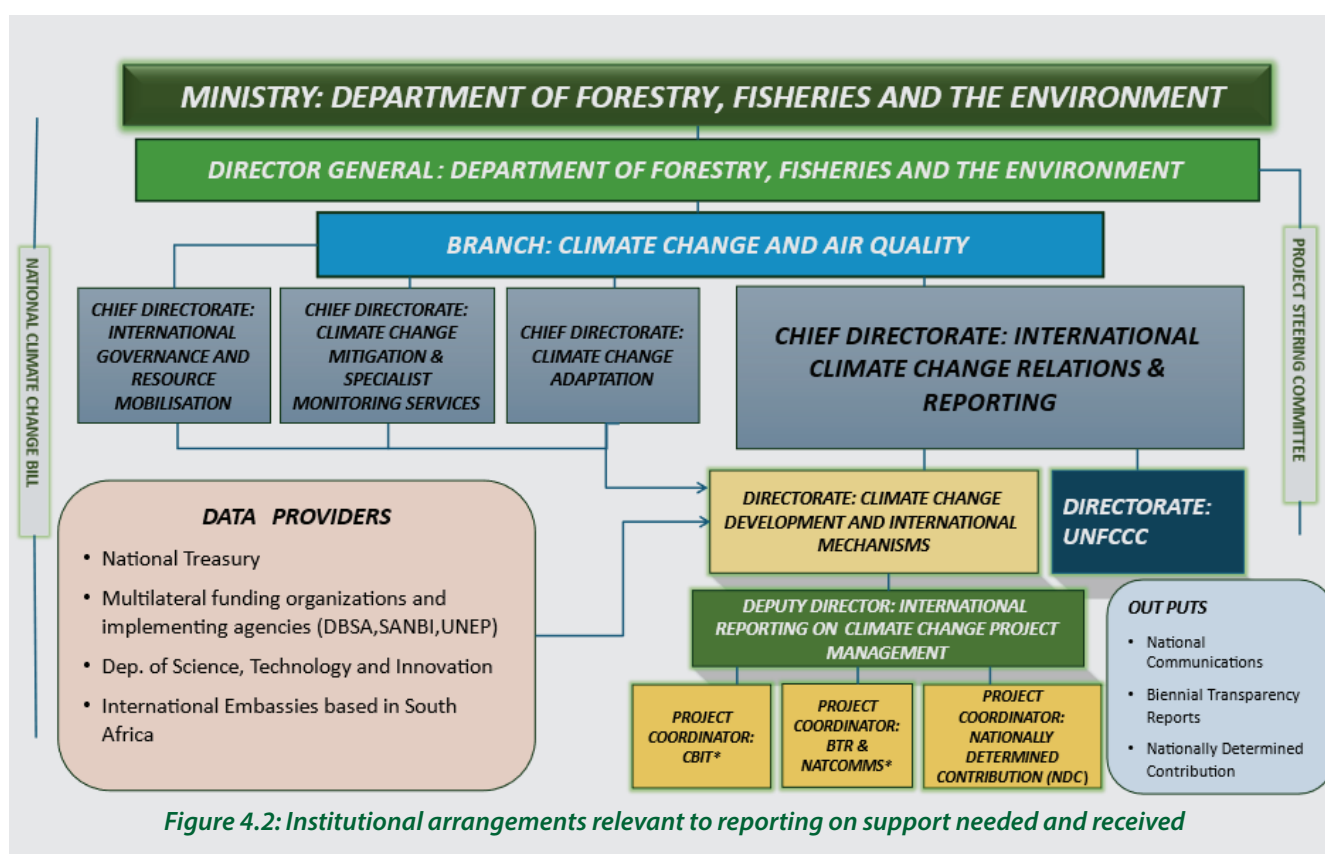 MINISTRY: DEPARTMENT OF FORESTRY, FISHERIES AND THE ENVIRONMENT
DIRECTOR GENERAL: DEPARTMENT OF FORESTRY, FISHERIES AND THE ENVIRONMENT
BRANCH: CLIMATE CHANGE AND AIR QUALITY
NATIONAL CLIMATE CHANGE BILL
PROJECT STEERING COMMITTEE
CHIEF DIRECTORATE:
INTERNATIONAL
GOVERNANCE AND
RESOURCE
MOBILISATION
CHIEF DIRECTORATE:
CLIMATE CHANGE
MITIGATION &
SPECIALIST
MONITORING SERVICES
CHIEF DIRECTORATE:
CLIMATE CHANGE
ADAPTATION
CHIEF DIRECTORATE: INTERNATIONAL
CLIMATE CHANGE RELATIONS &
REPORTING
DATA PROVIDERS
• National Treasury
• Multilateral funding organizations and
implementing agencies (DBSA,SANBI,UNEP)
• Dep. of Science, Technology and Innovation
• International Embassies based in South
Africa
DIRECTORATE: CLIMATE CHANGE
DEVELOPMENT AND INTERNATIONAL
MECHANISMS
DIRECTORATE:
UNFCCC
DEPUTY DIRECTOR: INTERNATIONAL
REPORTING ON CLIMATE CHANGE PROJECT
MANAGEMENT
PROJECT
COORDINATOR:
CBIT*
PROJECT
COORDINATOR:
BTR &
NATCOMMS*
PROJECT
COORDINATOR:
NATIONALLY
DETERMINED
CONTRIBUTION (NDC)
OUT PUTS
• National
Communications
• Biennial Transparency
Reports
• Nationally Determined
Contribution
Figure 4.2: Institutional arrangements relevant to reporting on support needed and received